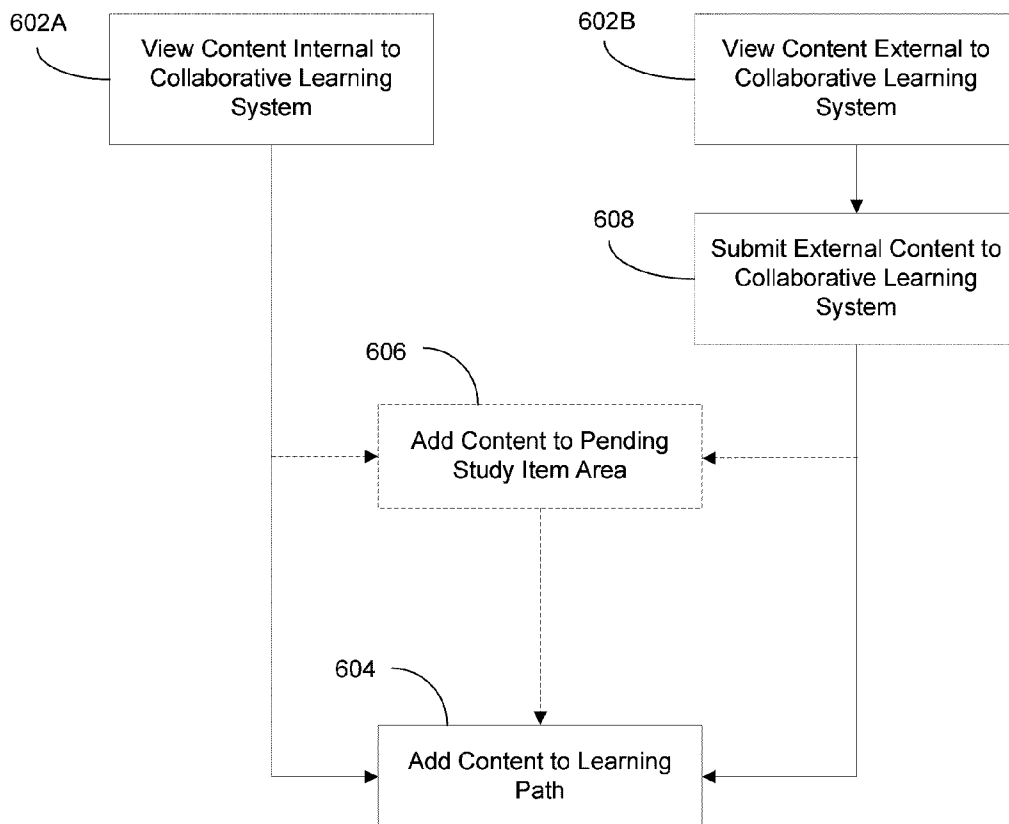 602A
View Content Internal to
Collaborative Learning
System
602B
View Content External to
Collaborative Learning
System
608
Submit External Content to
Collaborative Learning
System
606
Add Content to Pending
Study Item Area
604
Add Content to Learning
Path